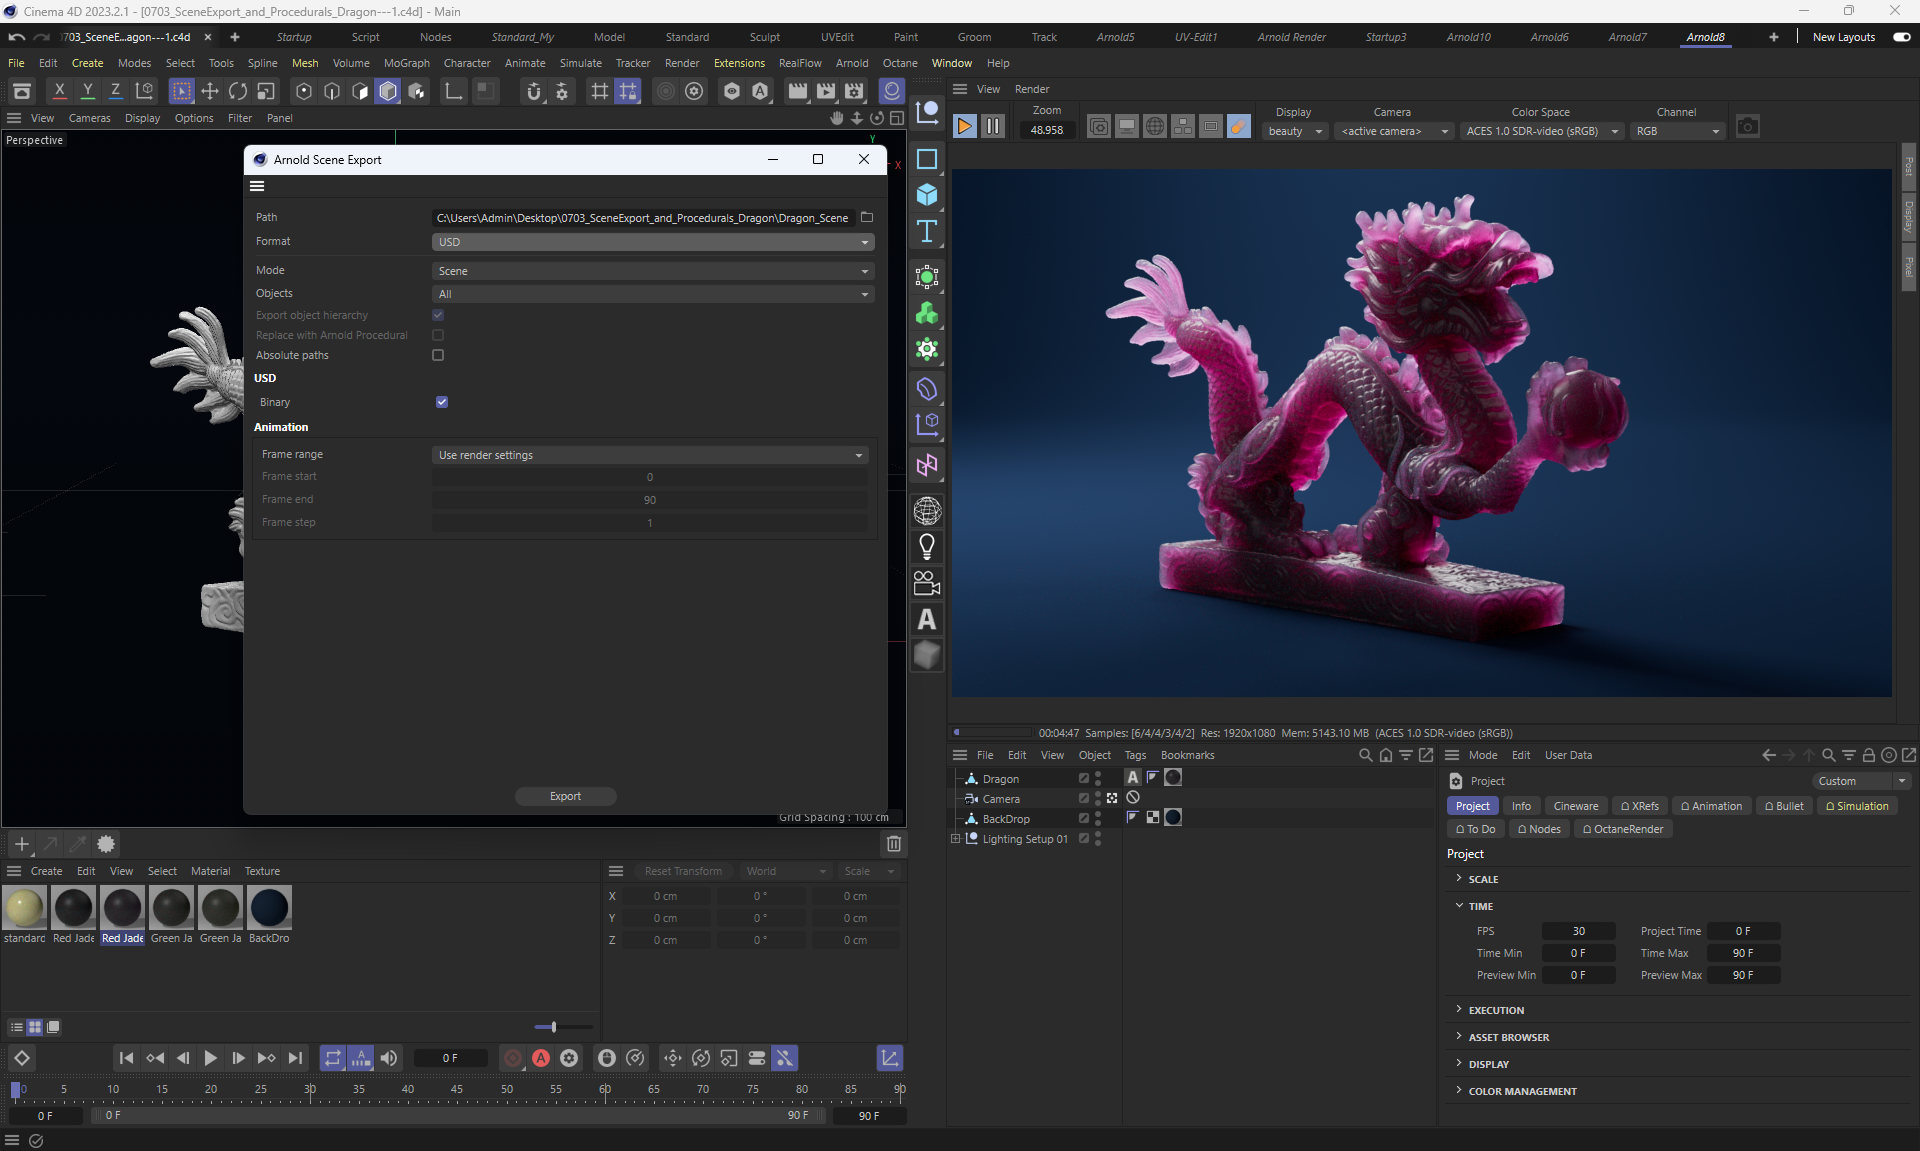 Cinema 4D 2023.2.1 - [0703_SceneExport_and_Procedurals_Dragon---1.c4d] - Main
703_SceneE...agon---1.c4d
Startup Script Nodes Standard_My Model Standard Sculpt UVEdit Paint Groom Track Arnold5 UV-Edit1 Arnold Render Startup3 Arnold10 Arnold6 Arnold7 Arnold8 New Layouts
File Edit Create Modes Select Tools Spline Mesh Volume MoGraph Character Animate Simulate Tracker Render Extensions RealFlow Arnold Octane Window Help
X Y Z
View Cameras Display Options Filter Panel
Perspective
Y
X
Arnold Scene Export
Path C:\Users\Admin\Desktop\0703_SceneExport_and_Procedurals_Dragon\Dragon_Scene
Format USD
Mode Scene
Objects All
Export object hierarchy
Replace with Arnold Procedural
Absolute paths
USD
Binary
Animation
Frame range Use render settings
Frame start 0
Frame end 90
Frame step 1
Export
Grid Spacing : 100 cm
View Render
Zoom Display Camera Color Space Channel
48.958 beauty <active camera> ACES 1.0 SDR-video (sRGB) RGB
Post
Display
Pixel
00:04:47 Samples: [6/4/4/3/4/2] Res: 1920x1080 Mem: 5143.10 MB (ACES 1.0 SDR-video (sRGB))
File Edit View Object Tags Bookmarks
Dragon
Camera
BackDrop
Lighting Setup 01
Mode Edit User Data
Project Custom
Project Info Cineware XRefs Animation Bullet Simulation
To Do Nodes OctaneRender
Project
SCALE
TIME
FPS 30 Project Time 0 F
Time Min 0 F Time Max 90 F
Preview Min 0 F Preview Max 90 F
EXECUTION
ASSET BROWSER
DISPLAY
COLOR MANAGEMENT
Create Edit View Select Material Texture
standard Red Jade Red Jade Green Ja Green Ja BackDro
Reset Transform World Scale
X 0 cm 0 ° 0 cm
Y 0 cm 0 ° 0 cm
Z 0 cm 0 ° 0 cm
0 F
0 5 10 15 20 25 30 35 40 45 50 55 60 65 70 75 80 85 90
0 F 0 F 90 F 90 F